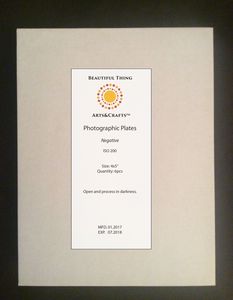 BEAUTIFUL THING
ARTS&CRAFTS™
Photographic Plates
Negative
ISO 200
Size: 4x5"
Quantity: 6pcs
Open and process in darkness.
MFD. 01.2017
EXP. 07.2018